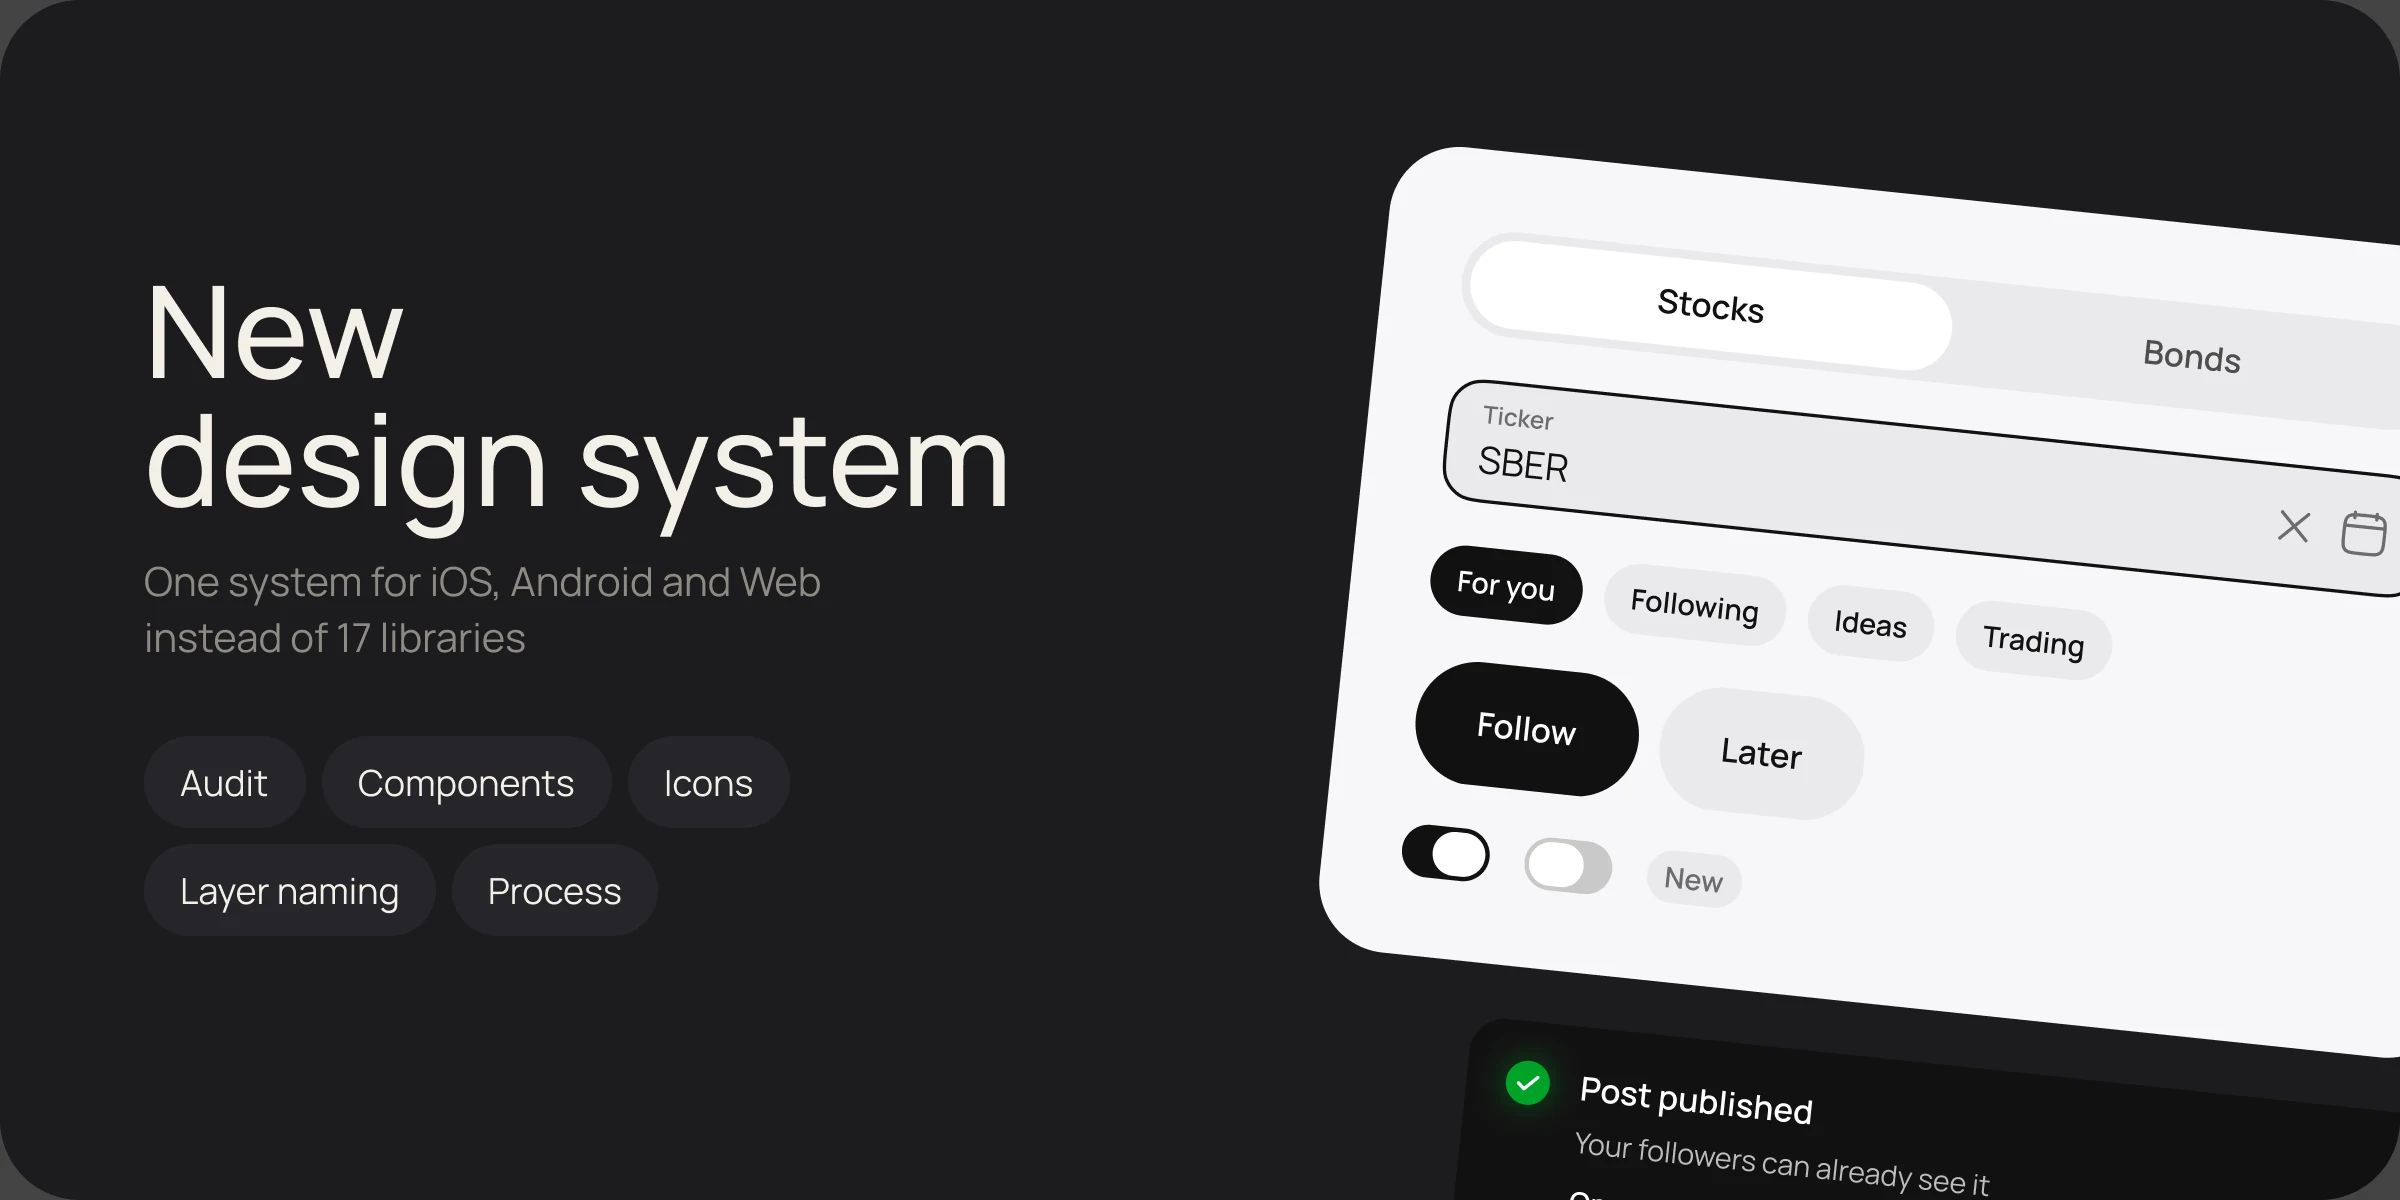 New
design system
One system for iOS, Android and Web
instead of 17 libraries
Audit
Components
Icons
Layer naming
Process
Stocks
Bonds
Ticker
SBER
For you
Following
Ideas
Trading
Follow
Later
New
Post published
Your followers can already see it